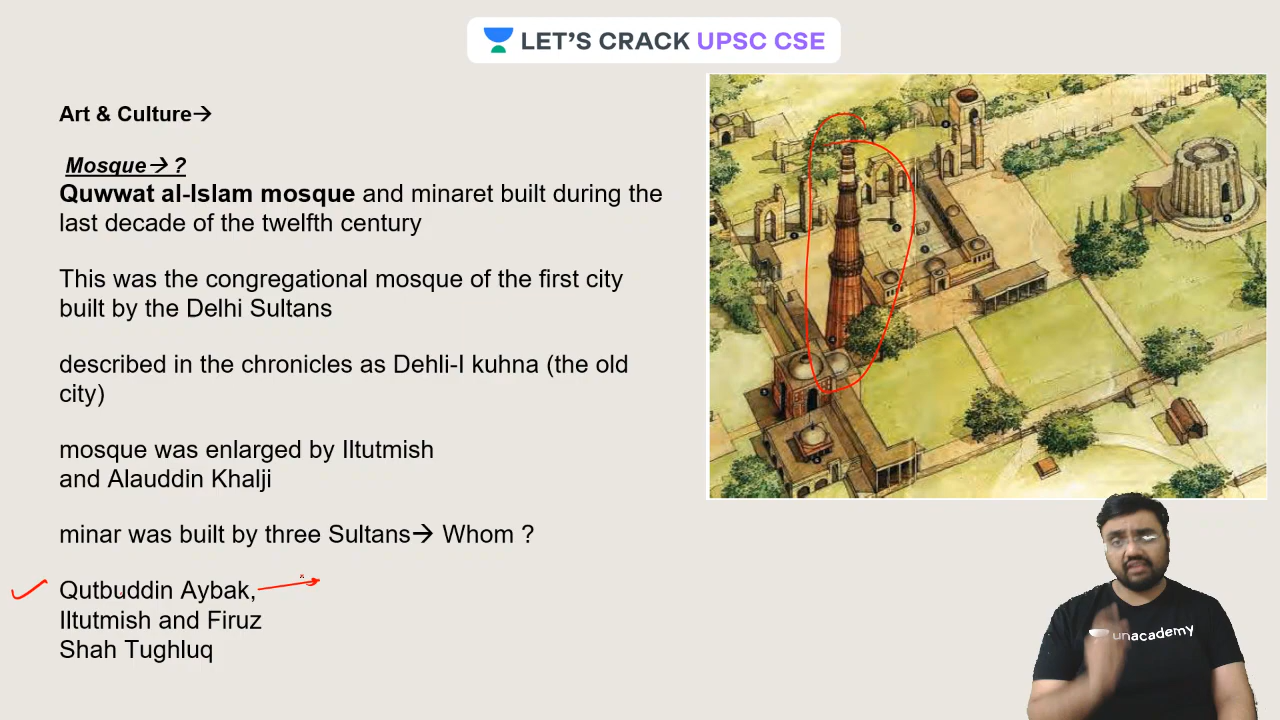 LET'S CRACK UPSC CSE
Art & Culture→
Mosque→ ?
Quwwat al-Islam mosque and minaret built during the
last decade of the twelfth century
This was the congregational mosque of the first city
built by the Delhi Sultans
described in the chronicles as Dehli-I kuhna (the old
city)
mosque was enlarged by Iltutmish
and Alauddin Khalji
minar was built by three Sultans→ Whom ?
Qutbuddin Aybak,
Iltutmish and Firuz
Shah Tughluq
unacademy